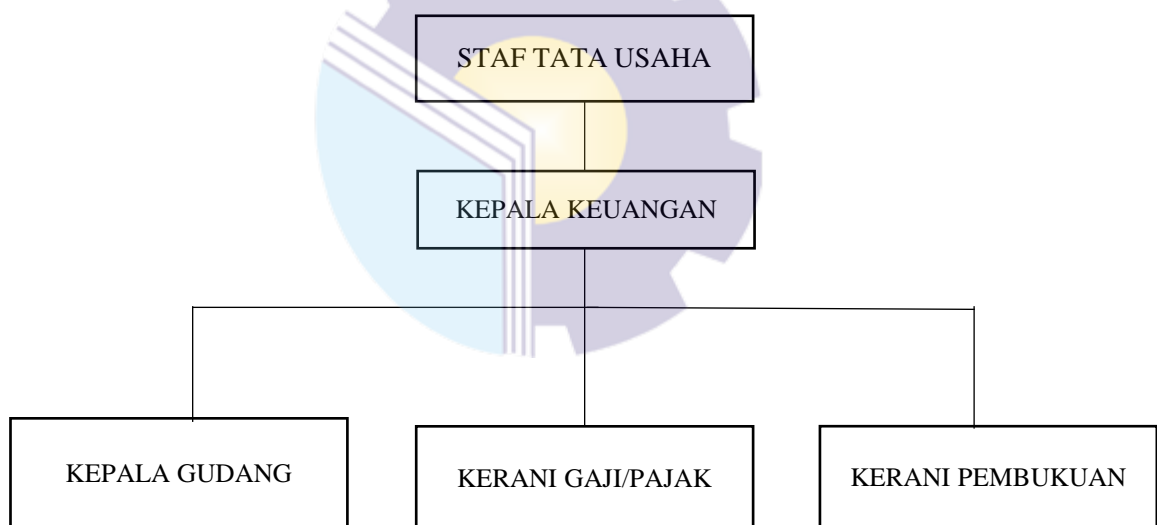 STAF TATA USAHA
KEPALA KEUANGAN
KEPALA GUDANG
KERANI GAJI/PAJAK
KERANI PEMBUKUAN